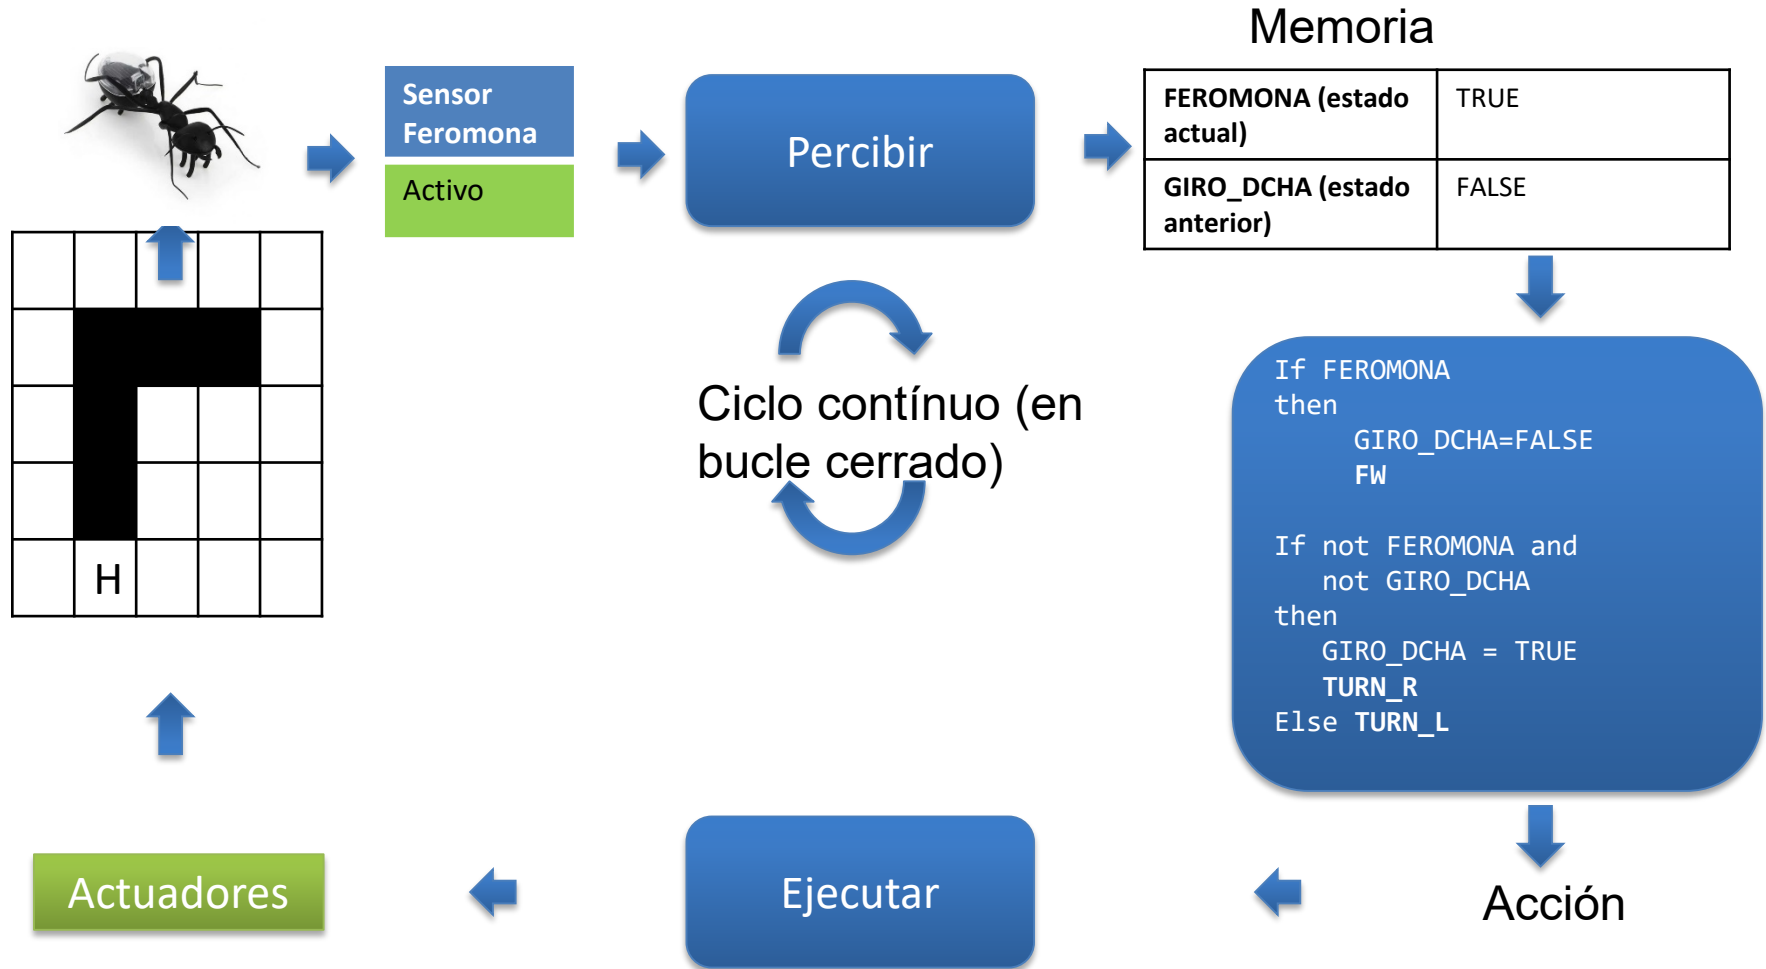 Memoria
Sensor
Feromona
Activo
Percibir
FEROMONA (estado
actual)
TRUE
GIRO_DCHA (estado
anterior)
FALSE
Ciclo contínuo (en
bucle cerrado)
H
If FEROMONA
then
GIRO_DCHA=FALSE
FW
If not FEROMONA and
not GIRO_DCHA
then
GIRO_DCHA = TRUE
TURN_R
Else TURN_L
Actuadores
Ejecutar
Acción